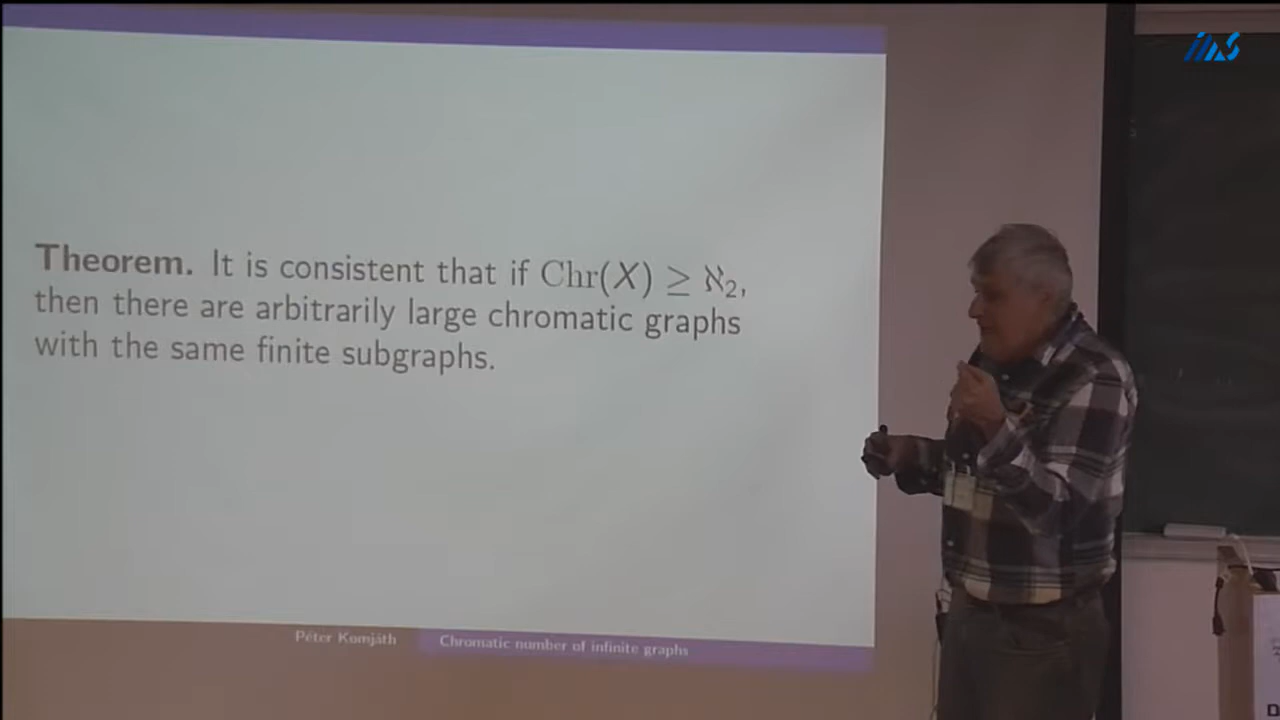 Theorem. It is consistent that if Chr(X) ≥ ℵ₂,
then there are arbitrarily large chromatic graphs
with the same finite subgraphs.
Péter Komjáth
Chromatic number of infinite graphs